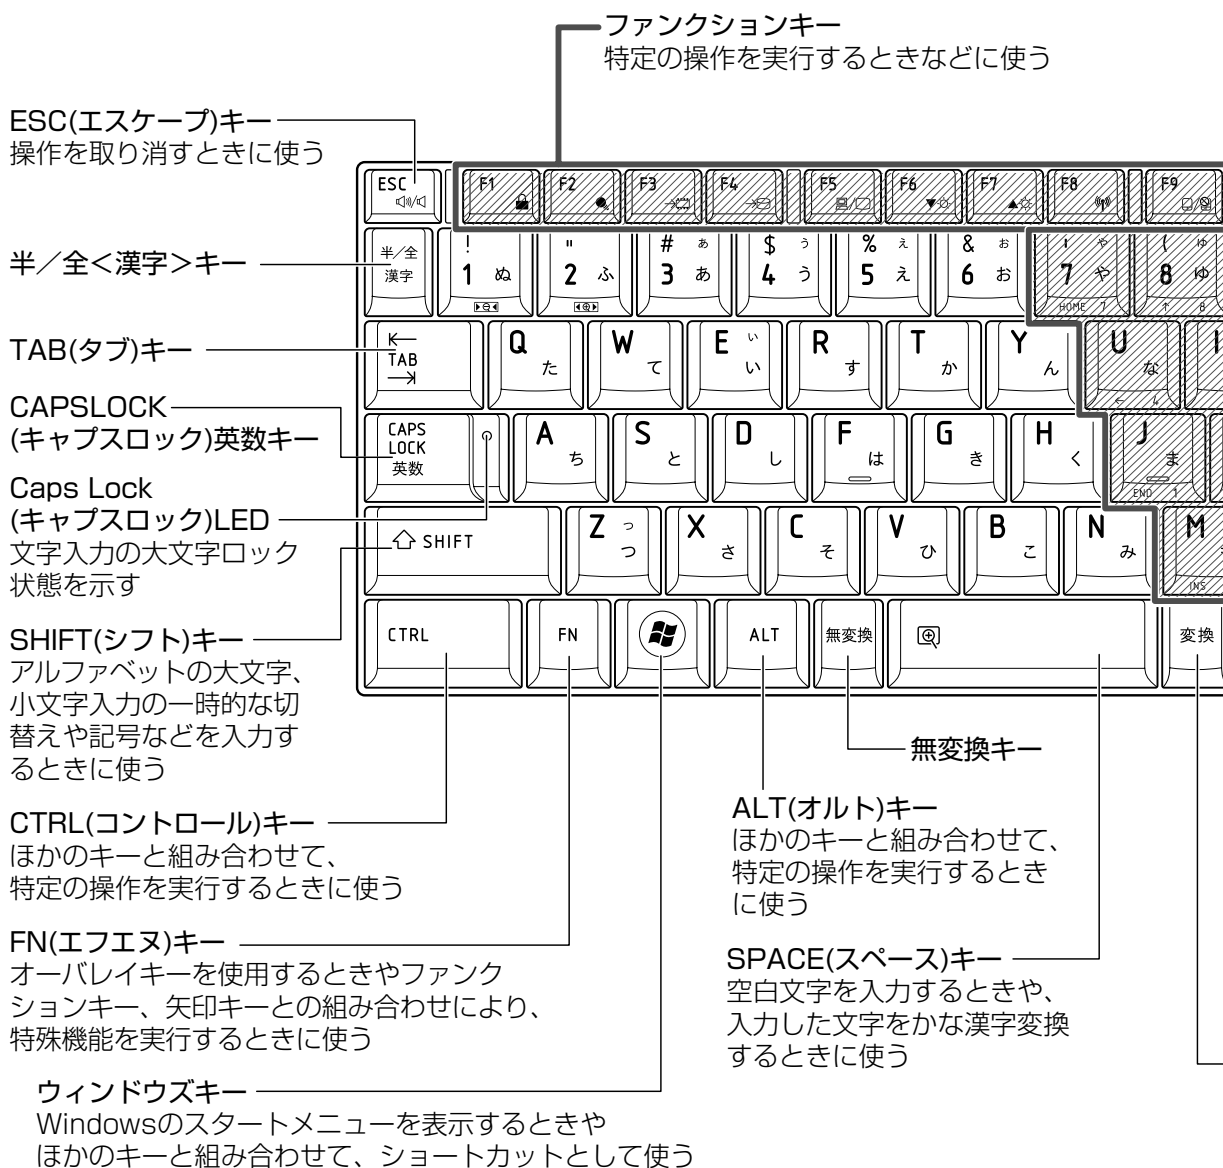 ファンクションキー
特定の操作を実行するときなどに使う
ESC(エスケープ)キー
操作を取り消すときに使う
半／全＜漢字＞キー
TAB(タブ)キー
CAPSLOCK
(キャプスロック)英数キー
Caps Lock
(キャプスロック)LED
文字入力の大文字ロック
状態を示す
SHIFT(シフト)キー
アルファベットの大文字、
小文字入力の一時的な切
替えや記号などを入力す
るときに使う
CTRL(コントロール)キー
ほかのキーと組み合わせて、
特定の操作を実行するときに使う
FN(エフエヌ)キー
オーバレイキーを使用するときやファンク
ションキー、矢印キーとの組み合わせにより、
特殊機能を実行するときに使う
ウィンドウズキー
Windowsのスタートメニューを表示するときや
ほかのキーと組み合わせて、ショートカットとして使う
ESC F1 F2 F3 F4 F5 F6 F7 F8 F9
半／全 ! " # ぁ $ ぅ % ぇ & ぉ ' ゃ ( ゅ
漢字 1 ぬ 2 ふ 3 あ 4 う 5 え 6 お 7 や 8 ゆ
HOME 7 ↑ 8
TAB Q た W て E ぃ い R す T か Y ん U な I
← 4
CAPS
LOCK
英数 A ち S と D し F は G き H く J ま
END 1
SHIFT Z っ つ X さ C そ V ひ B こ N み M
INS
CTRL FN ALT 無変換 変換
無変換キー
ALT(オルト)キー
ほかのキーと組み合わせて、
特定の操作を実行するとき
に使う
SPACE(スペース)キー
空白文字を入力するときや、
入力した文字をかな漢字変換
するときに使う